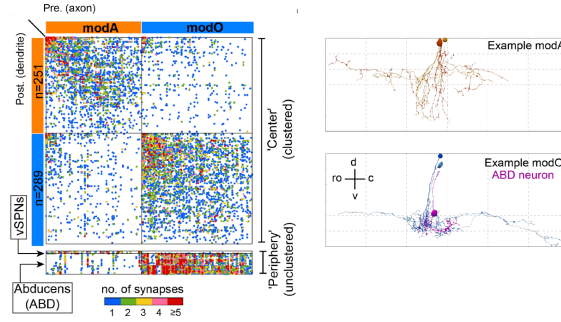 Pre. (axon)
modA
modO
Post. (dendrite)
n=251
n=289
'Center'
(clustered)
vSPNs
'Periphery'
(unclustered)
Abducens
(ABD)
no. of synapses
1 2 3 4 ≥5
Example modA
Example modO
ABD neuron
d
ro c
v